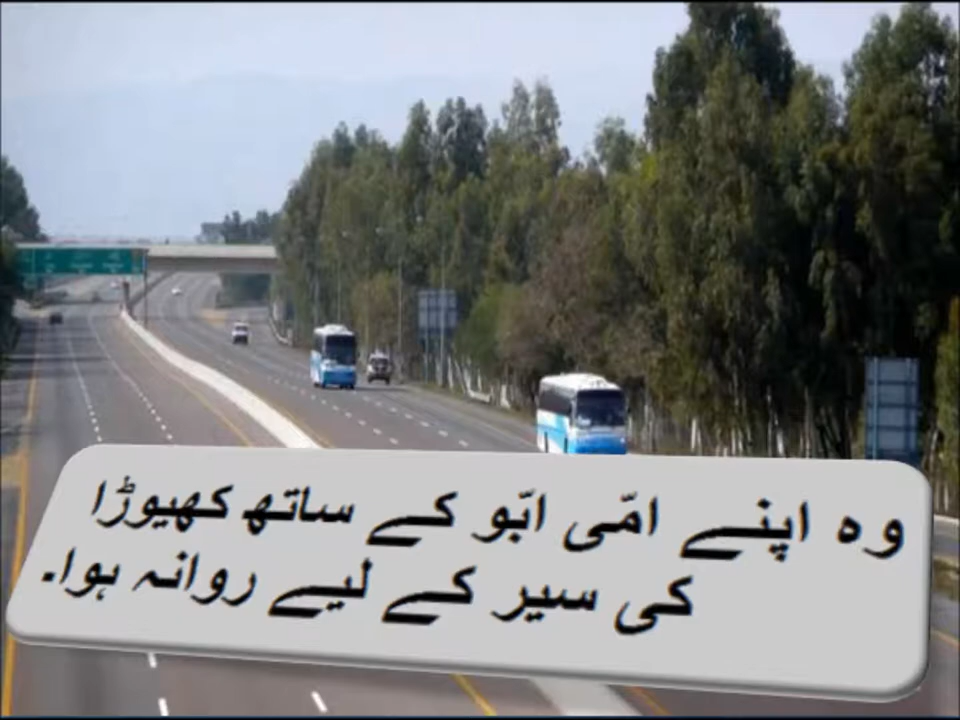 وہ اپنے امّی ابّو کے ساتھ کھیوڑا
کی سیر کے لیے روانہ ہوا.